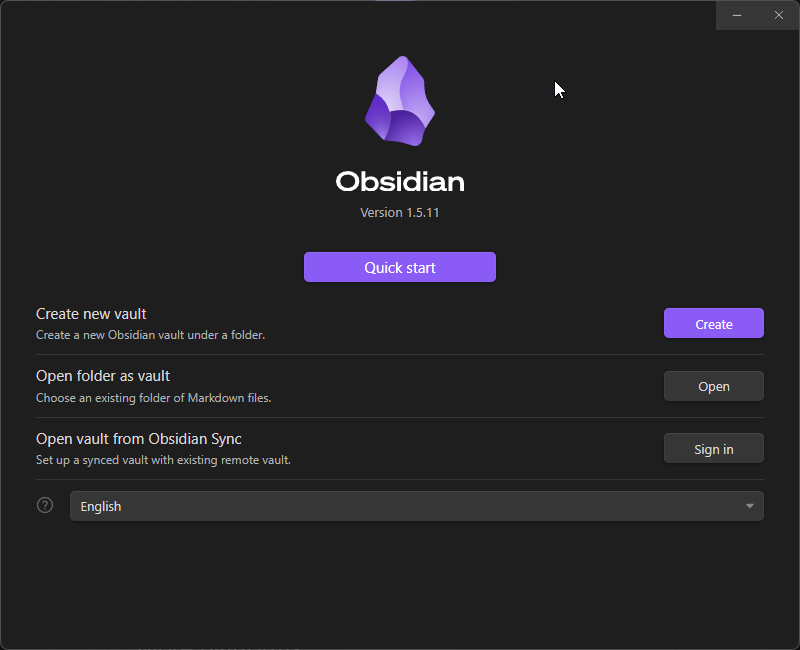 Obsidian
Version 1.5.11
Quick start
Create new vault
Create a new Obsidian vault under a folder.
Create
Open folder as vault
Choose an existing folder of Markdown files.
Open
Open vault from Obsidian Sync
Set up a synced vault with existing remote vault.
Sign in
?
English